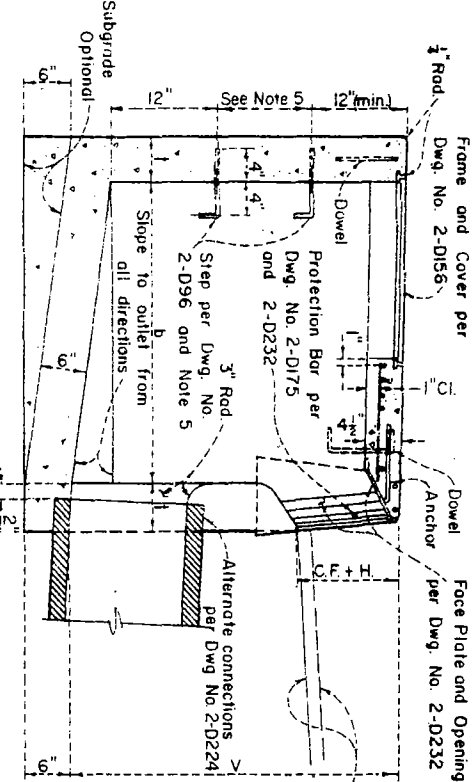 Frame and Cover per
Dwg. No. 2-D156
Rad.
Face Plate and Opening
per Dwg. No. 2-D232
Dowel
Anchor
12"(min.)
See Note 5
12"
6"
Subgrade
Optional
Dowel
4"
4"
1"
1" Cl.
4½"
Protection Bar per
Dwg. No. 2-D175
and 2-D232
Step per Dwg. No.
2-D96 and Note 5
3" Rad.
C.F. + H.
b
Slope to outlet from
all directions
6"
t
2"
Alternate connections
per Dwg No. 2-D224
V
6"